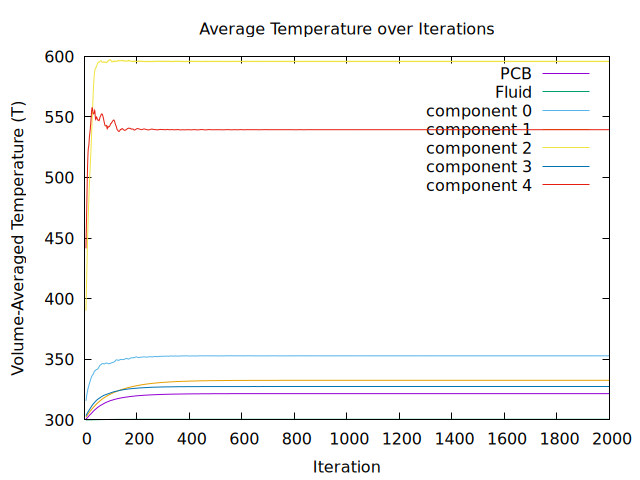 Average Temperature over Iterations
Volume-Averaged Temperature (T)
600
550
500
450
400
350
300
PCB
Fluid
component 0
component 1
component 2
component 3
component 4
0 200 400 600 800 1000 1200 1400 1600 1800 2000
Iteration